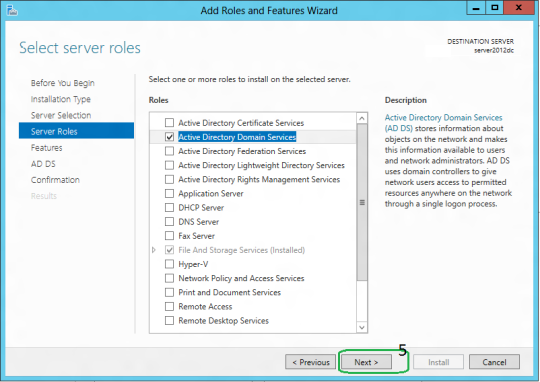 Add Roles and Features Wizard
Select server roles
DESTINATION SERVER
server2012dc
Before You Begin
Installation Type
Server Selection
Server Roles
Features
AD DS
Confirmation
Results
Select one or more roles to install on the selected server.
Roles
Active Directory Certificate Services
Active Directory Domain Services
Active Directory Federation Services
Active Directory Lightweight Directory Services
Active Directory Rights Management Services
Application Server
DHCP Server
DNS Server
Fax Server
File And Storage Services (Installed)
Hyper-V
Network Policy and Access Services
Print and Document Services
Remote Access
Remote Desktop Services
Description
Active Directory Domain Services
(AD DS) stores information about
objects on the network and makes
this information available to users
and network administrators. AD DS
uses domain controllers to give
network users access to permitted
resources anywhere on the network
through a single logon process.
5
< Previous
Next >
Install
Cancel